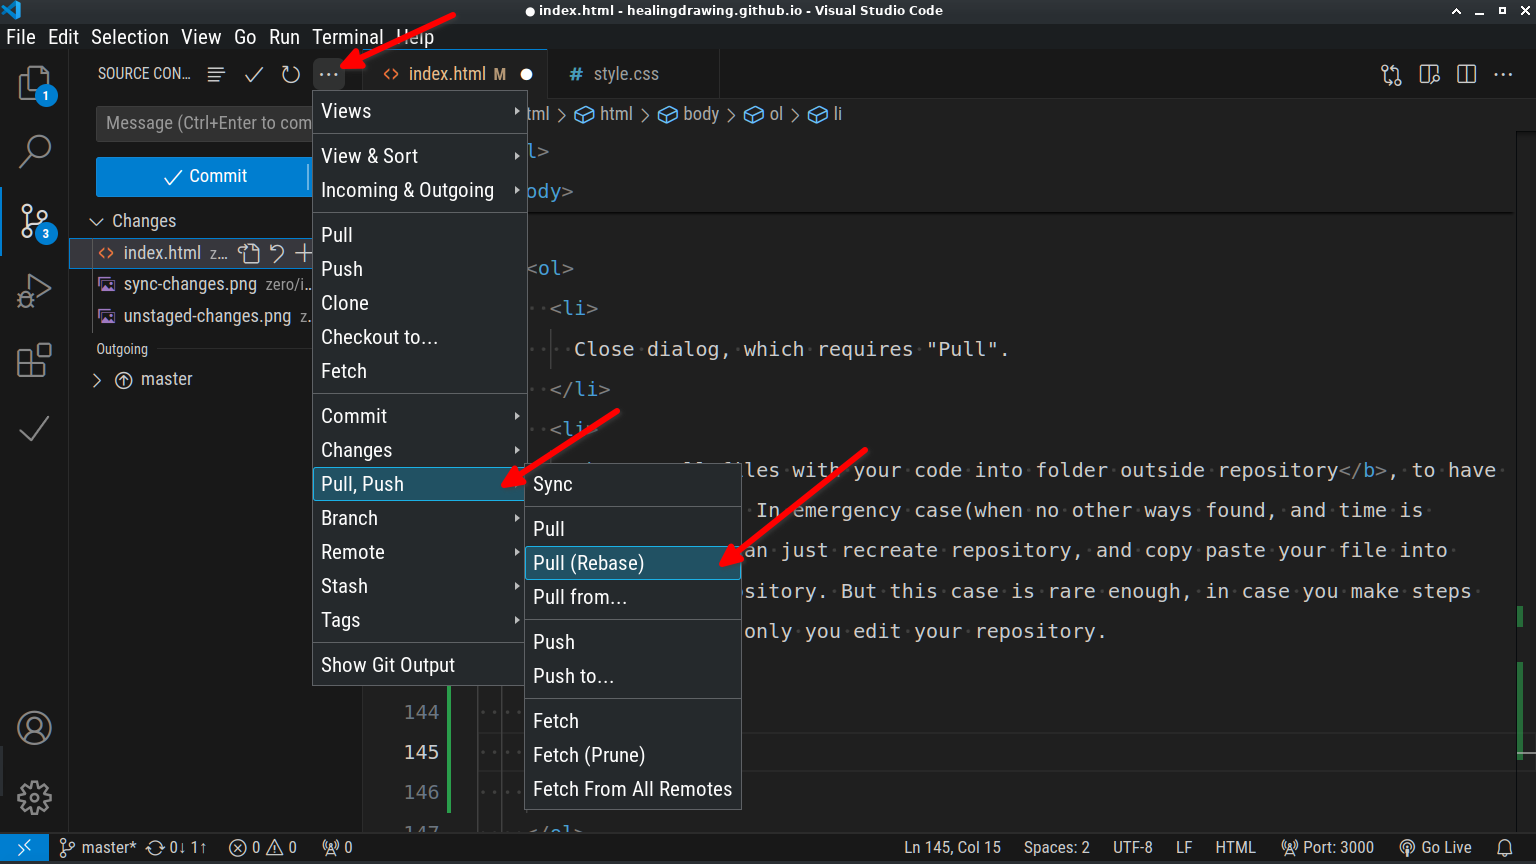 ● index.html - healingdrawing.github.io - Visual Studio Code
File Edit Selection View Go Run Terminal Help
SOURCE CON... ··· <> index.html M ● # style.css ···
1
Message (Ctrl+Enter to com
Commit
Changes
<> index.html z...
sync-changes.png zero/i...
unstaged-changes.png z...
Outgoing
master
3
Views
View & Sort
Incoming & Outgoing
Pull
Push
Clone
Checkout to...
Fetch
Commit
Changes
Pull, Push
Branch
Remote
Stash
Tags
Show Git Output
Sync
Pull
Pull (Rebase)
Pull from...
Push
Push to...
Fetch
Fetch (Prune)
Fetch From All Remotes
tml > html > body > ol > li
l>
ody>
<ol>
<li>
Close dialog, which requires "Pull".
</li>
<li>
files with your code into folder outside repository</b>, to have
In emergency case(when no other ways found, and time is
an just recreate repository, and copy paste your file into
sitory. But this case is rare enough, in case you make steps
only you edit your repository.
144
145
146
147 </ol>
master* 0↓ 1↑ 0 0 0 Ln 145, Col 15 Spaces: 2 UTF-8 LF HTML Port: 3000 Go Live